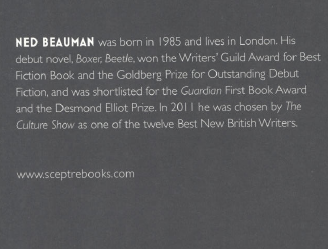 NED BEAUMAN was born in 1985 and lives in London. His
debut novel, Boxer, Beetle, won the Writers' Guild Award for Best
Fiction Book and the Goldberg Prize for Outstanding Debut
Fiction, and was shortlisted for the Guardian First Book Award
and the Desmond Elliot Prize. In 2011 he was chosen by The
Culture Show as one of the twelve Best New British Writers.
www.sceptrebooks.com